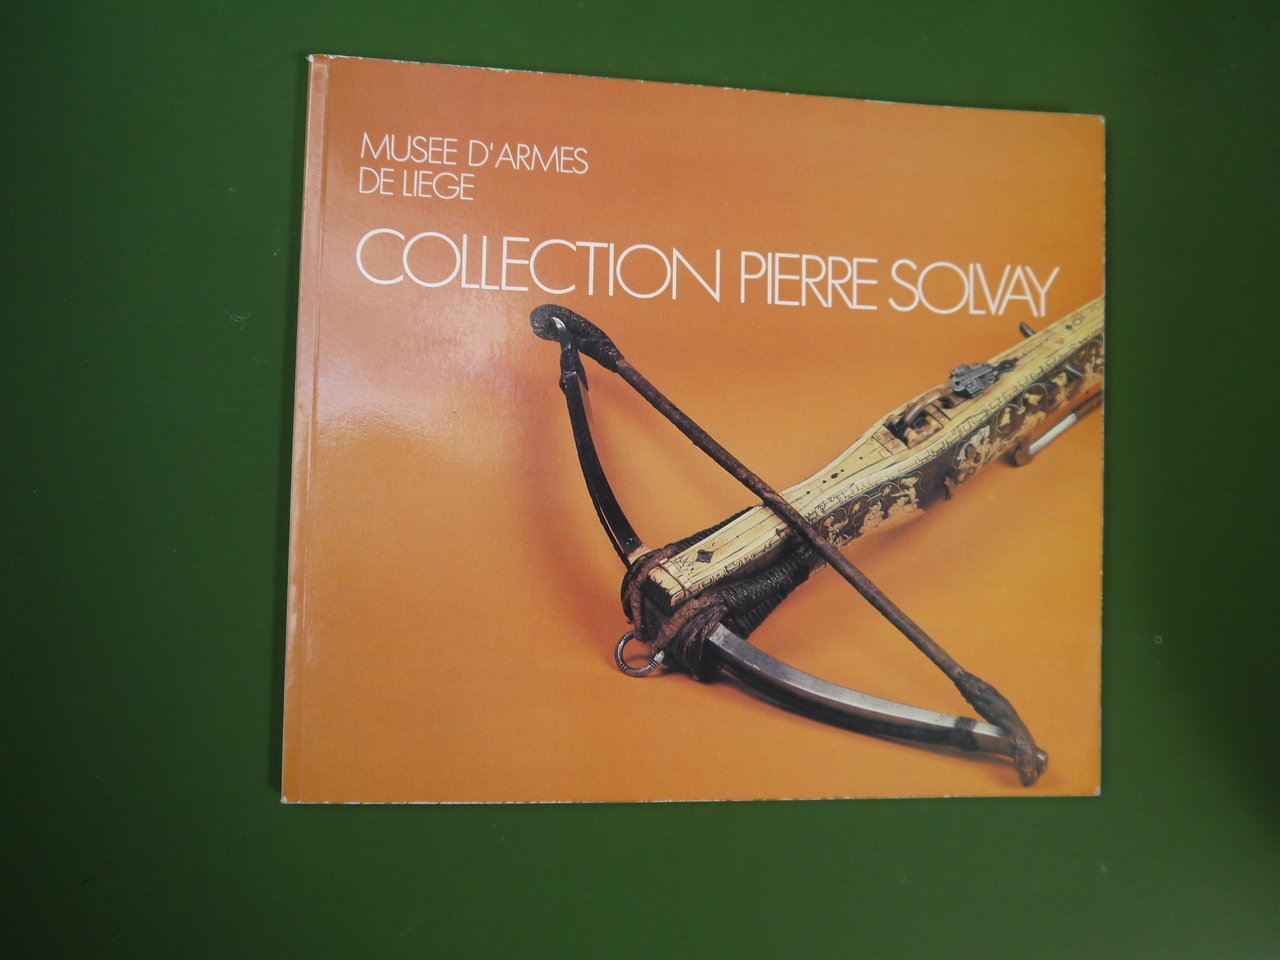 MUSEE D'ARMES
DE LIEGE
COLLECTION PIERRE SOLVAY